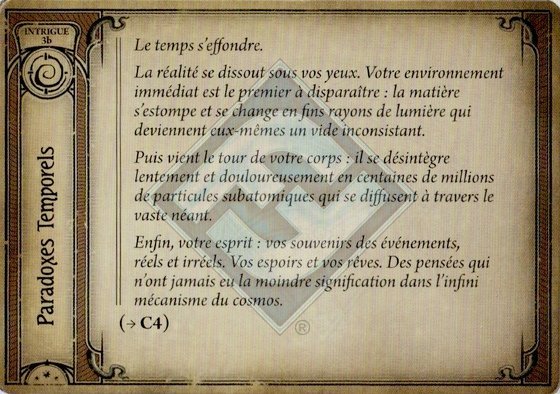 INTRIGUE
3b
Paradoxes Temporels
Le temps s'effondre.
La réalité se dissout sous vos yeux. Votre environnement
immédiat est le premier à disparaître : la matière
s'estompe et se change en fins rayons de lumière qui
deviennent eux-mêmes un vide inconsistant.
Puis vient le tour de votre corps : il se désintègre
lentement et douloureusement en centaines de millions
de particules subatomiques qui se diffusent à travers le
vaste néant.
Enfin, votre esprit : vos souvenirs des événements,
réels et irréels. Vos espoirs et vos rêves. Des pensées qui
n'ont jamais eu la moindre signification dans l'infini
mécanisme du cosmos.
(→ C4)
®